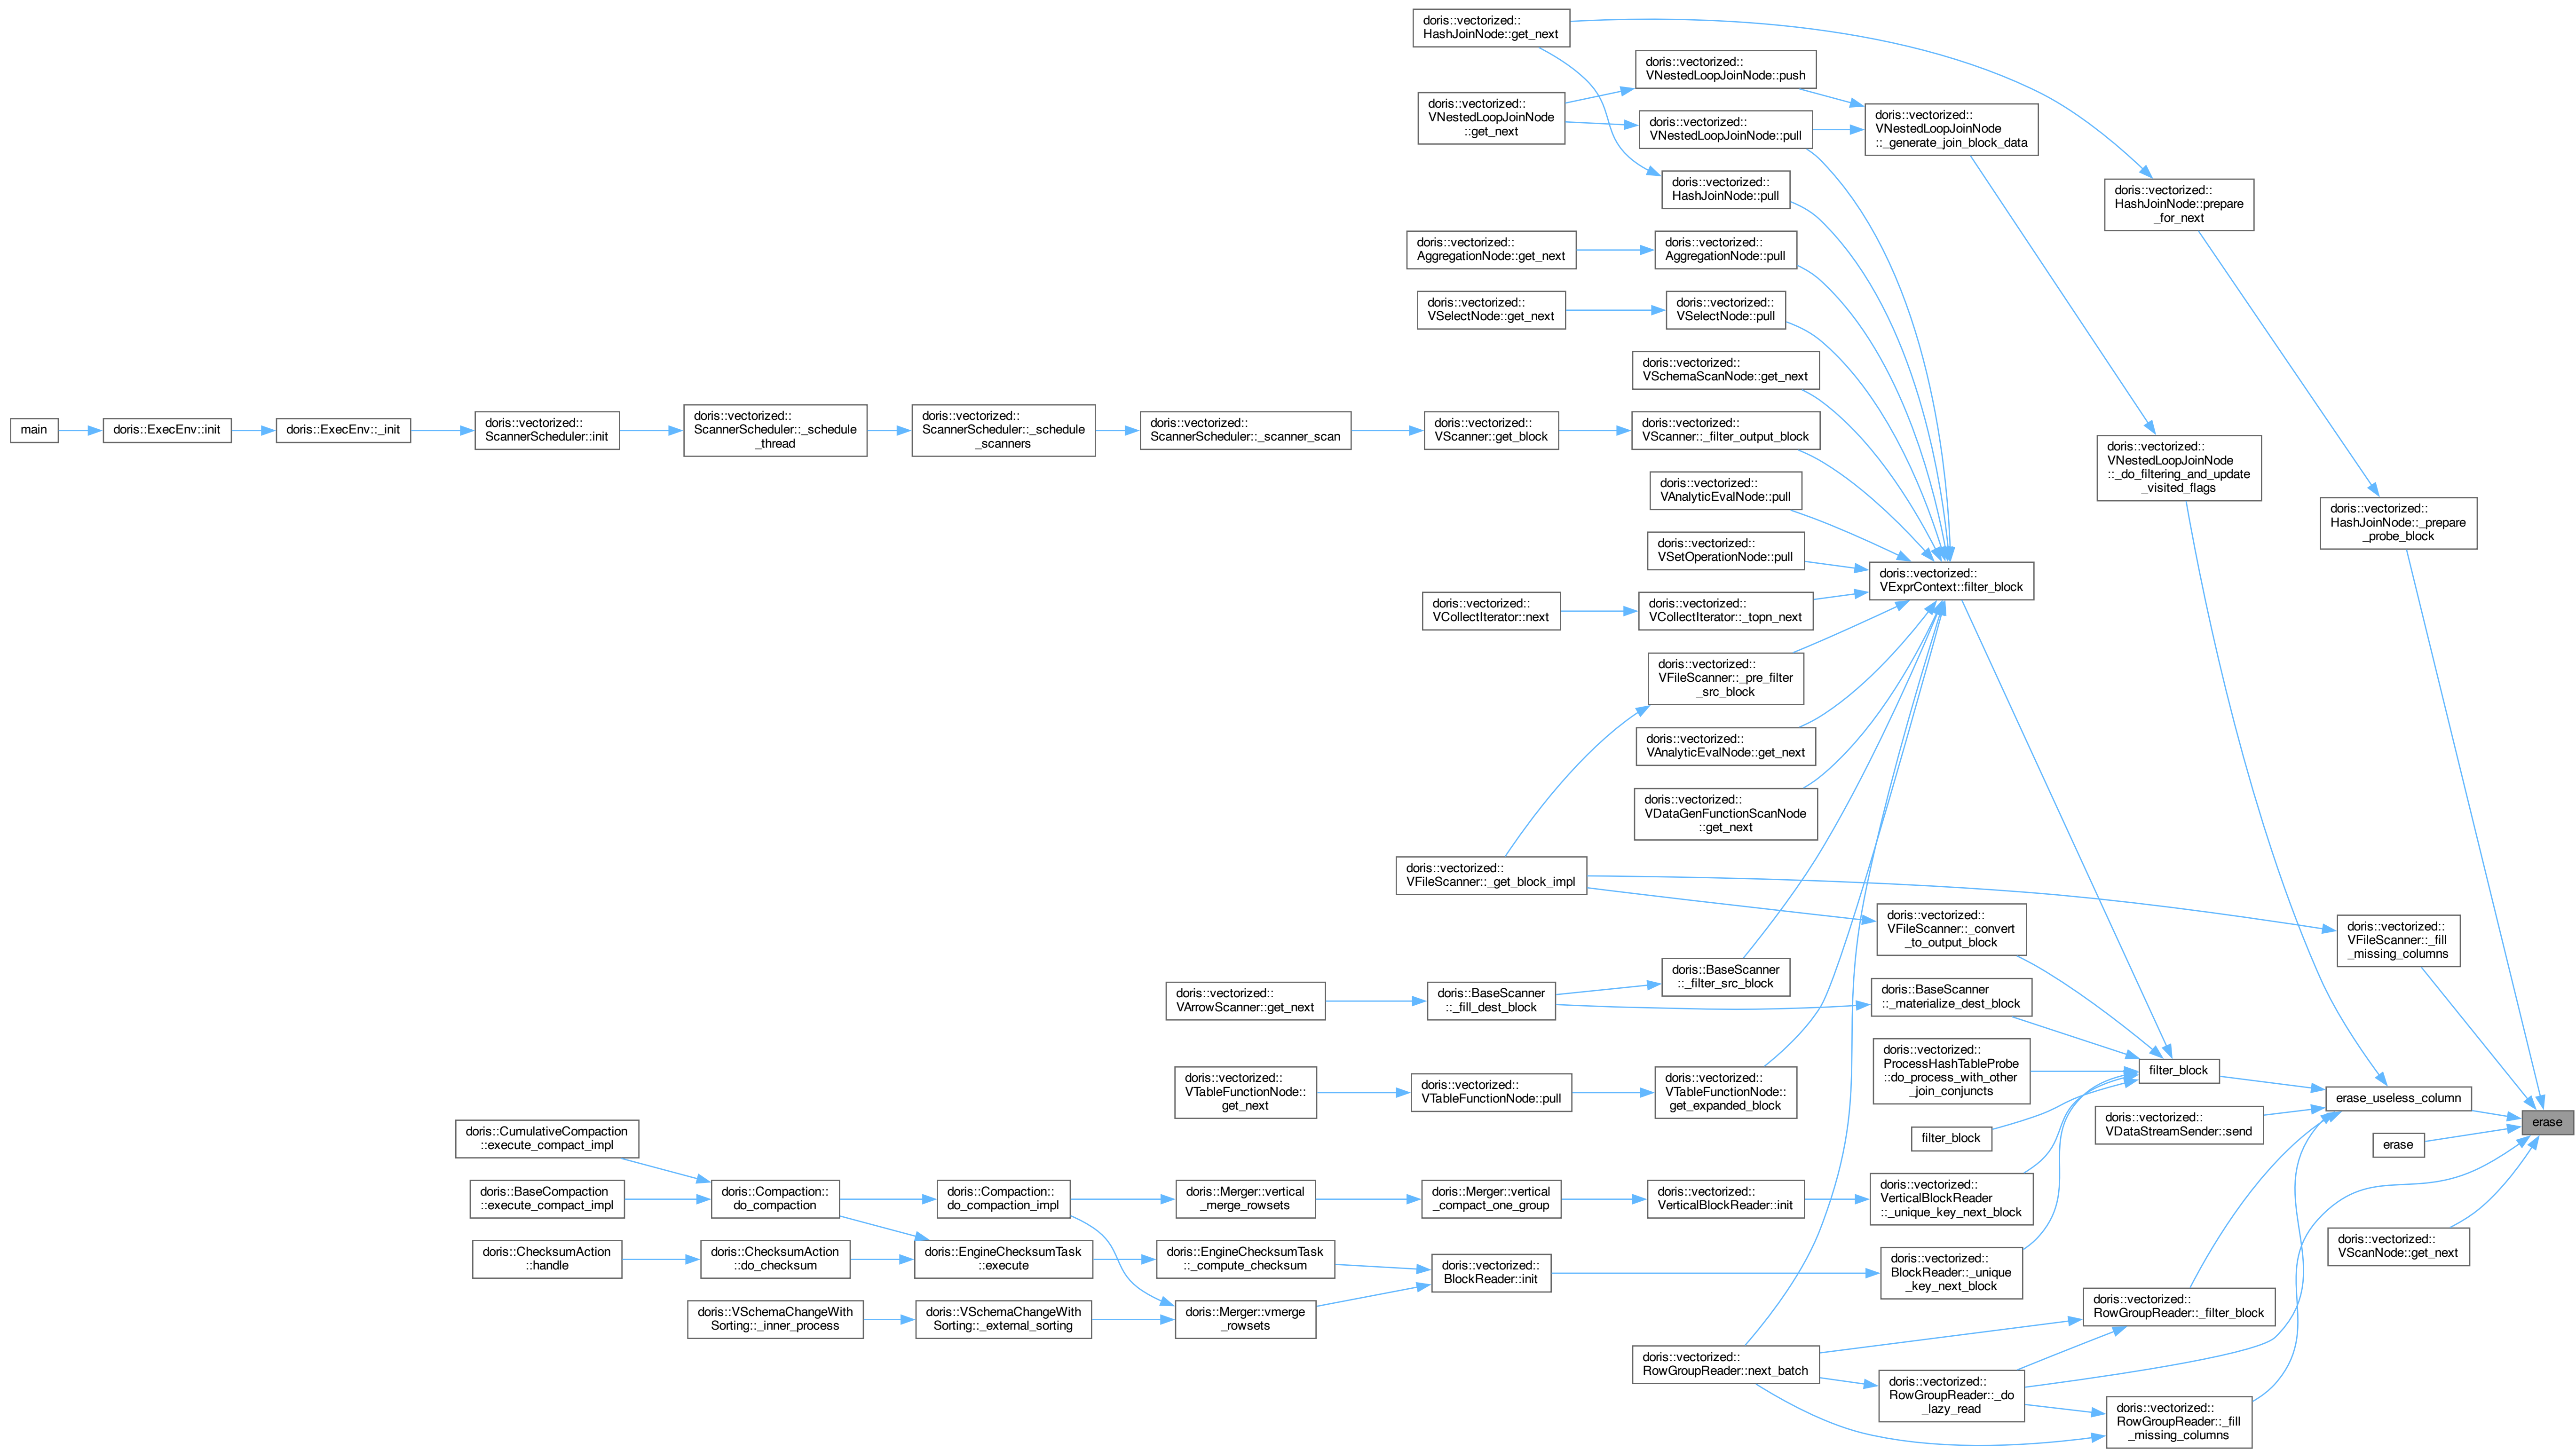 doris::vectorized::
HashJoinNode::get_next
doris::vectorized::
VNestedLoopJoinNode::push
doris::vectorized::
VNestedLoopJoinNode
::get_next
doris::vectorized::
VNestedLoopJoinNode::pull
doris::vectorized::
VNestedLoopJoinNode
::_generate_join_block_data
doris::vectorized::
HashJoinNode::pull
doris::vectorized::
HashJoinNode::prepare
_for_next
doris::vectorized::
AggregationNode::get_next
doris::vectorized::
AggregationNode::pull
doris::vectorized::
VSelectNode::get_next
doris::vectorized::
VSelectNode::pull
doris::vectorized::
VSchemaScanNode::get_next
main
doris::ExecEnv::init
doris::ExecEnv::_init
doris::vectorized::
ScannerScheduler::init
doris::vectorized::
ScannerScheduler::_schedule
_thread
doris::vectorized::
ScannerScheduler::_schedule
_scanners
doris::vectorized::
ScannerScheduler::_scanner_scan
doris::vectorized::
VScanner::get_block
doris::vectorized::
VScanner::_filter_output_block
doris::vectorized::
VNestedLoopJoinNode
::_do_filtering_and_update
_visited_flags
doris::vectorized::
VAnalyticEvalNode::pull
doris::vectorized::
HashJoinNode::_prepare
_probe_block
doris::vectorized::
VSetOperationNode::pull
doris::vectorized::
VExprContext::filter_block
doris::vectorized::
VCollectIterator::next
doris::vectorized::
VCollectIterator::_topn_next
doris::vectorized::
VFileScanner::_pre_filter
_src_block
doris::vectorized::
VAnalyticEvalNode::get_next
doris::vectorized::
VDataGenFunctionScanNode
::get_next
doris::vectorized::
VFileScanner::_get_block_impl
doris::vectorized::
VFileScanner::_convert
_to_output_block
doris::vectorized::
VFileScanner::_fill
_missing_columns
doris::BaseScanner
::_filter_src_block
doris::vectorized::
VArrowScanner::get_next
doris::BaseScanner
::_fill_dest_block
doris::BaseScanner
::_materialize_dest_block
doris::vectorized::
ProcessHashTableProbe
::do_process_with_other
_join_conjuncts
filter_block
doris::vectorized::
VTableFunctionNode::
get_next
doris::vectorized::
VTableFunctionNode::pull
doris::vectorized::
VTableFunctionNode::
get_expanded_block
erase_useless_column
erase
doris::vectorized::
VDataStreamSender::send
filter_block
erase
doris::CumulativeCompaction
::execute_compact_impl
doris::BaseCompaction
::execute_compact_impl
doris::Compaction::
do_compaction
doris::Compaction::
do_compaction_impl
doris::Merger::vertical
_merge_rowsets
doris::Merger::vertical
_compact_one_group
doris::vectorized::
VerticalBlockReader::init
doris::vectorized::
VerticalBlockReader
::_unique_key_next_block
doris::vectorized::
VScanNode::get_next
doris::ChecksumAction
::handle
doris::ChecksumAction
::do_checksum
doris::EngineChecksumTask
::execute
doris::EngineChecksumTask
::_compute_checksum
doris::vectorized::
BlockReader::init
doris::vectorized::
BlockReader::_unique
_key_next_block
doris::VSchemaChangeWith
Sorting::_inner_process
doris::VSchemaChangeWith
Sorting::_external_sorting
doris::Merger::vmerge
_rowsets
doris::vectorized::
RowGroupReader::_filter_block
doris::vectorized::
RowGroupReader::next_batch
doris::vectorized::
RowGroupReader::_do
_lazy_read
doris::vectorized::
RowGroupReader::_fill
_missing_columns